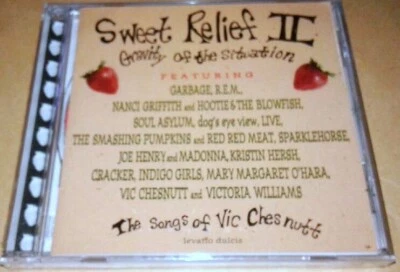 Sweet Relief II
Gravity of the Situation
FEATURING
GARBAGE, R.E.M.,
NANCI GRIFFITH and HOOTIE & THE BLOWFISH,
SOUL ASYLUM, dog's eye view, LIVE,
THE SMASHING PUMPKINS and RED RED MEAT, SPARKLEHORSE,
JOE HENRY and MADONNA, KRISTIN HERSH,
CRACKER, INDIGO GIRLS, MARY MARGARET O'HARA,
VIC CHESNUTT and VICTORIA WILLIAMS
The Songs of Vic Chesnutt